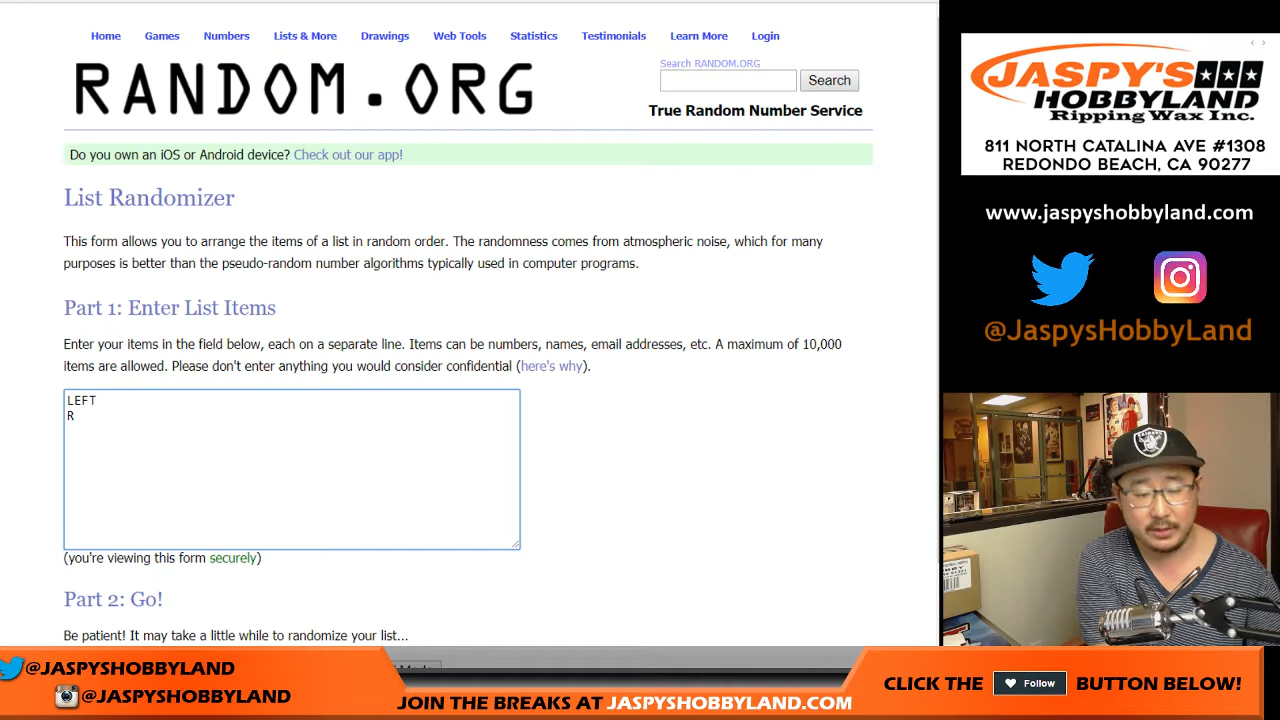 Home Games Numbers Lists & More Drawings Web Tools Statistics Testimonials Learn More Login
RANDOM.ORG
Search RANDOM.ORG
Search
True Random Number Service
Do you own an iOS or Android device? Check out our app!
List Randomizer
This form allows you to arrange the items of a list in random order. The randomness comes from atmospheric noise, which for many
purposes is better than the pseudo-random number algorithms typically used in computer programs.
Part 1: Enter List Items
Enter your items in the field below, each on a separate line. Items can be numbers, names, email addresses, etc. A maximum of 10,000
items are allowed. Please don't enter anything you would consider confidential (here's why).
LEFT
R
(you're viewing this form securely)
Part 2: Go!
Be patient! It may take a little while to randomize your list...
JASPY'S
HOBBYLAND
Ripping Wax Inc.
811 NORTH CATALINA AVE #1308
REDONDO BEACH, CA 90277
www.jaspyshobbyland.com
@JaspysHobbyLand
@JASPYSHOBBYLAND
@JASPYSHOBBYLAND
JOIN THE BREAKS AT JASPYSHOBBYLAND.COM
CLICK THE Follow BUTTON BELOW!